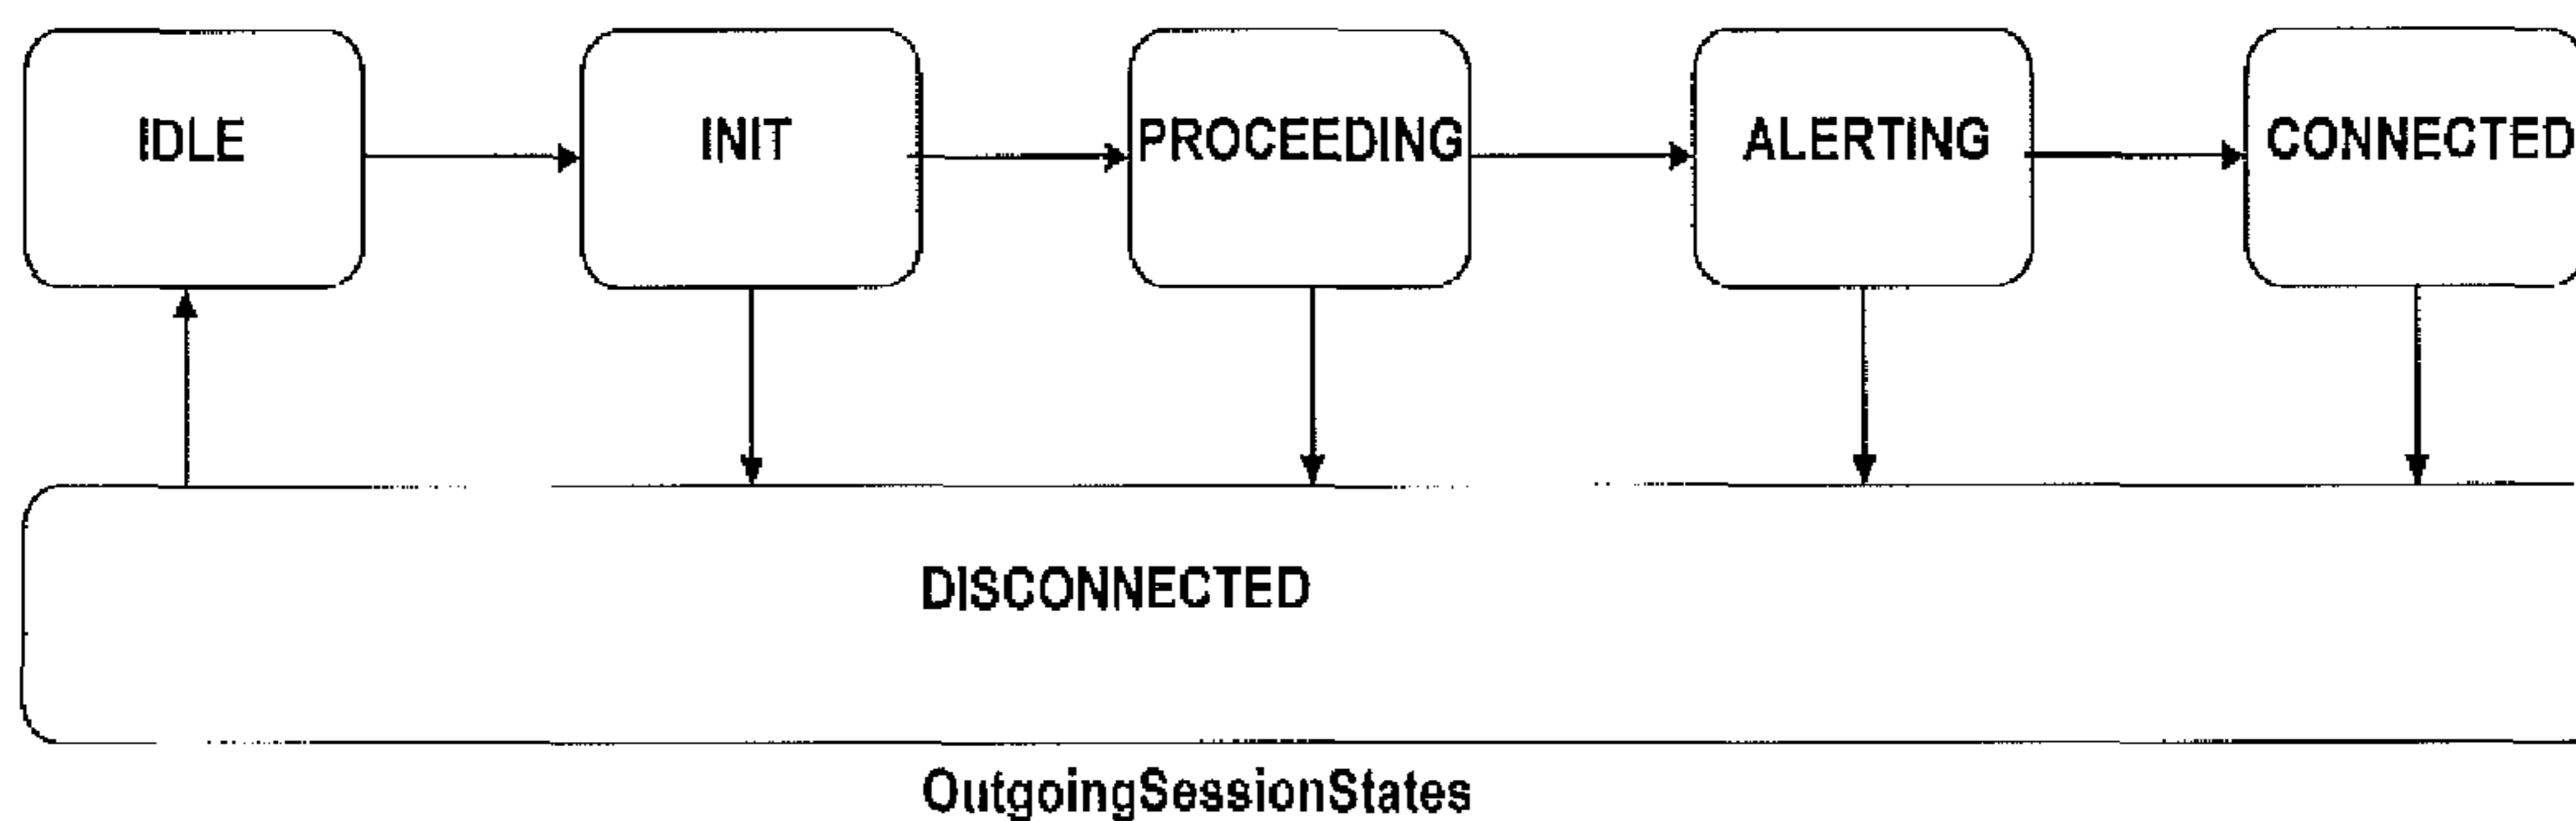 IDLE
INIT
PROCEEDING
ALERTING
CONNECTED
DISCONNECTED
OutgoingSessionStates